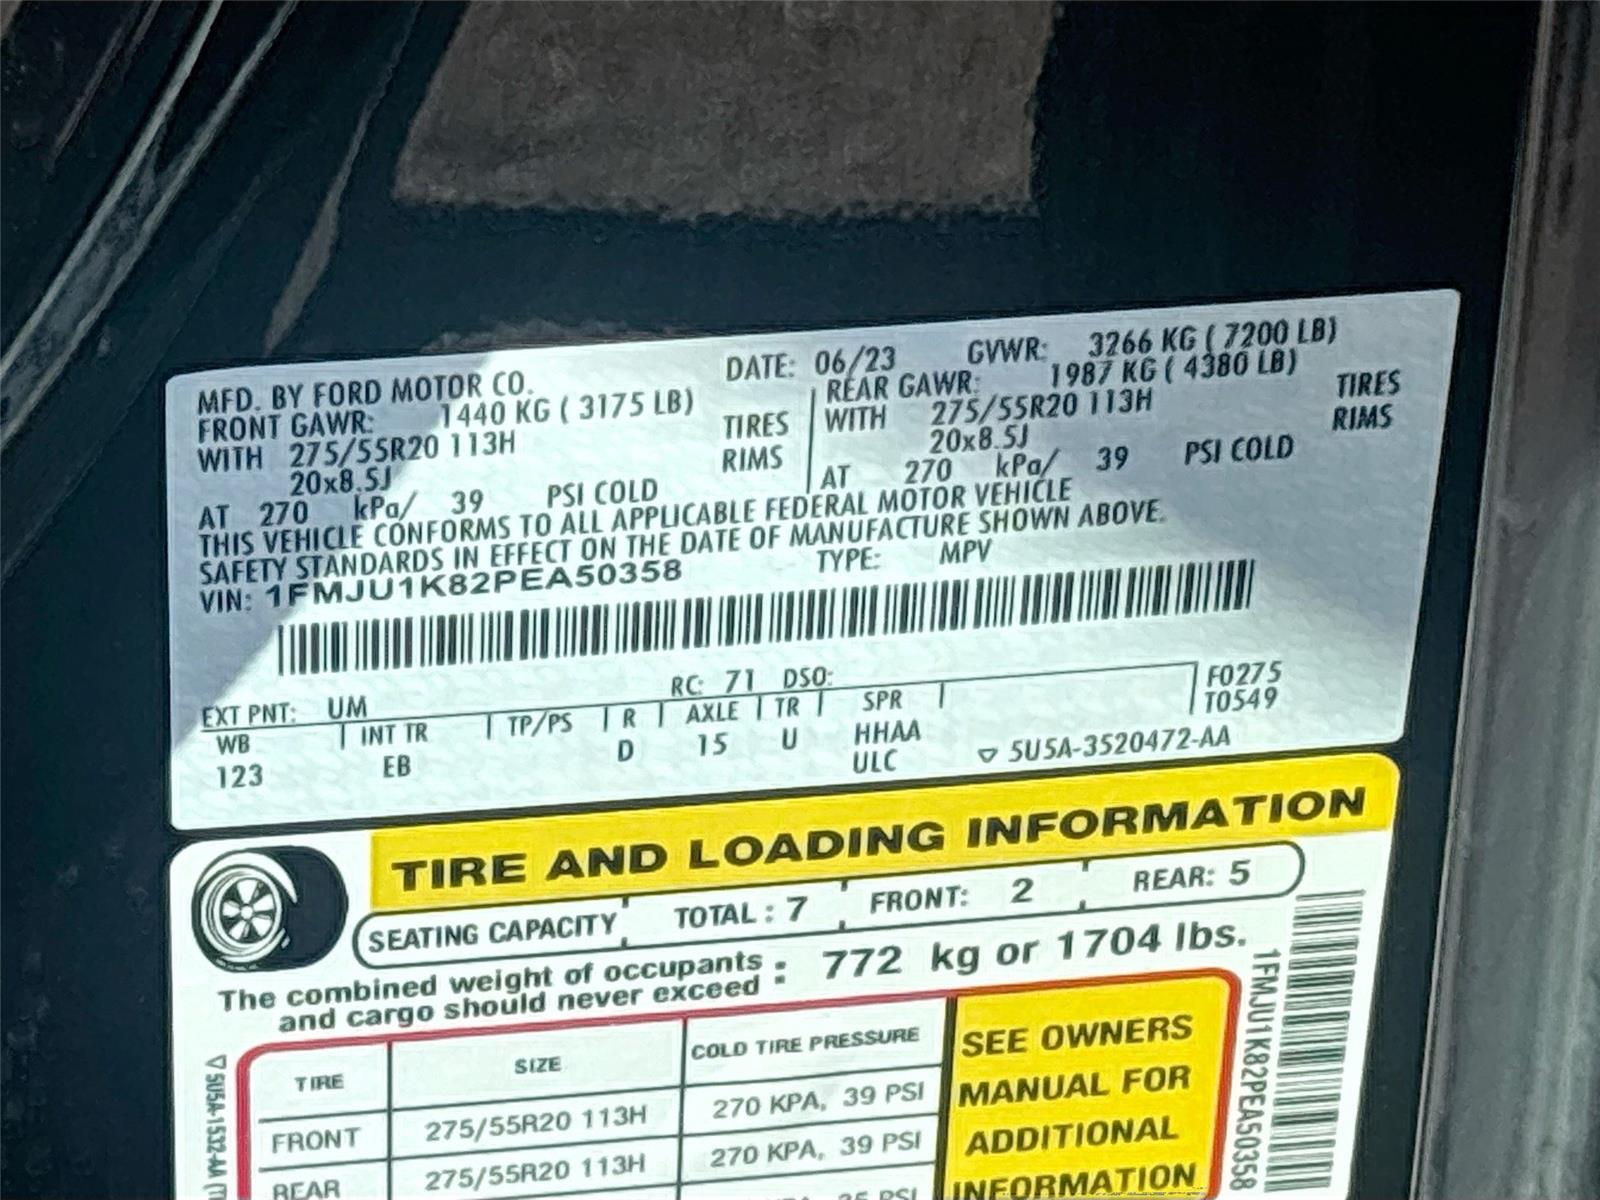 MFD. BY FORD MOTOR CO. DATE: 06/23 GVWR: 3266 KG ( 7200 LB)
FRONT GAWR: 1440 KG ( 3175 LB) REAR GAWR: 1987 KG ( 4380 LB)
WITH 275/55R20 113H TIRES WITH 275/55R20 113H TIRES
20x8.5J RIMS 20x8.5J RIMS
AT 270 kPa/ 39 PSI COLD AT 270 kPa/ 39 PSI COLD
THIS VEHICLE CONFORMS TO ALL APPLICABLE FEDERAL MOTOR VEHICLE
SAFETY STANDARDS IN EFFECT ON THE DATE OF MANUFACTURE SHOWN ABOVE.
VIN: 1FMJU1K82PEA50358 TYPE: MPV
EXT PNT: UM RC: 71 DSO: F0275
WB INT TR TP/PS R AXLE TR SPR T0549
123 EB D 15 U HHAA
ULC ▽ 5U5A-3520472-AA
TIRE AND LOADING INFORMATION
SEATING CAPACITY TOTAL : 7 FRONT: 2 REAR: 5
The combined weight of occupants
and cargo should never exceed : 772 kg or 1704 lbs.
TIRE SIZE COLD TIRE PRESSURE
FRONT 275/55R20 113H 270 KPA, 39 PSI
REAR 275/55R20 113H 270 KPA, 39 PSI
PSI
SEE OWNERS
MANUAL FOR
ADDITIONAL
INFORMATION
1FMJU1K82PEA50358
▽ 5U5A-1532-AA